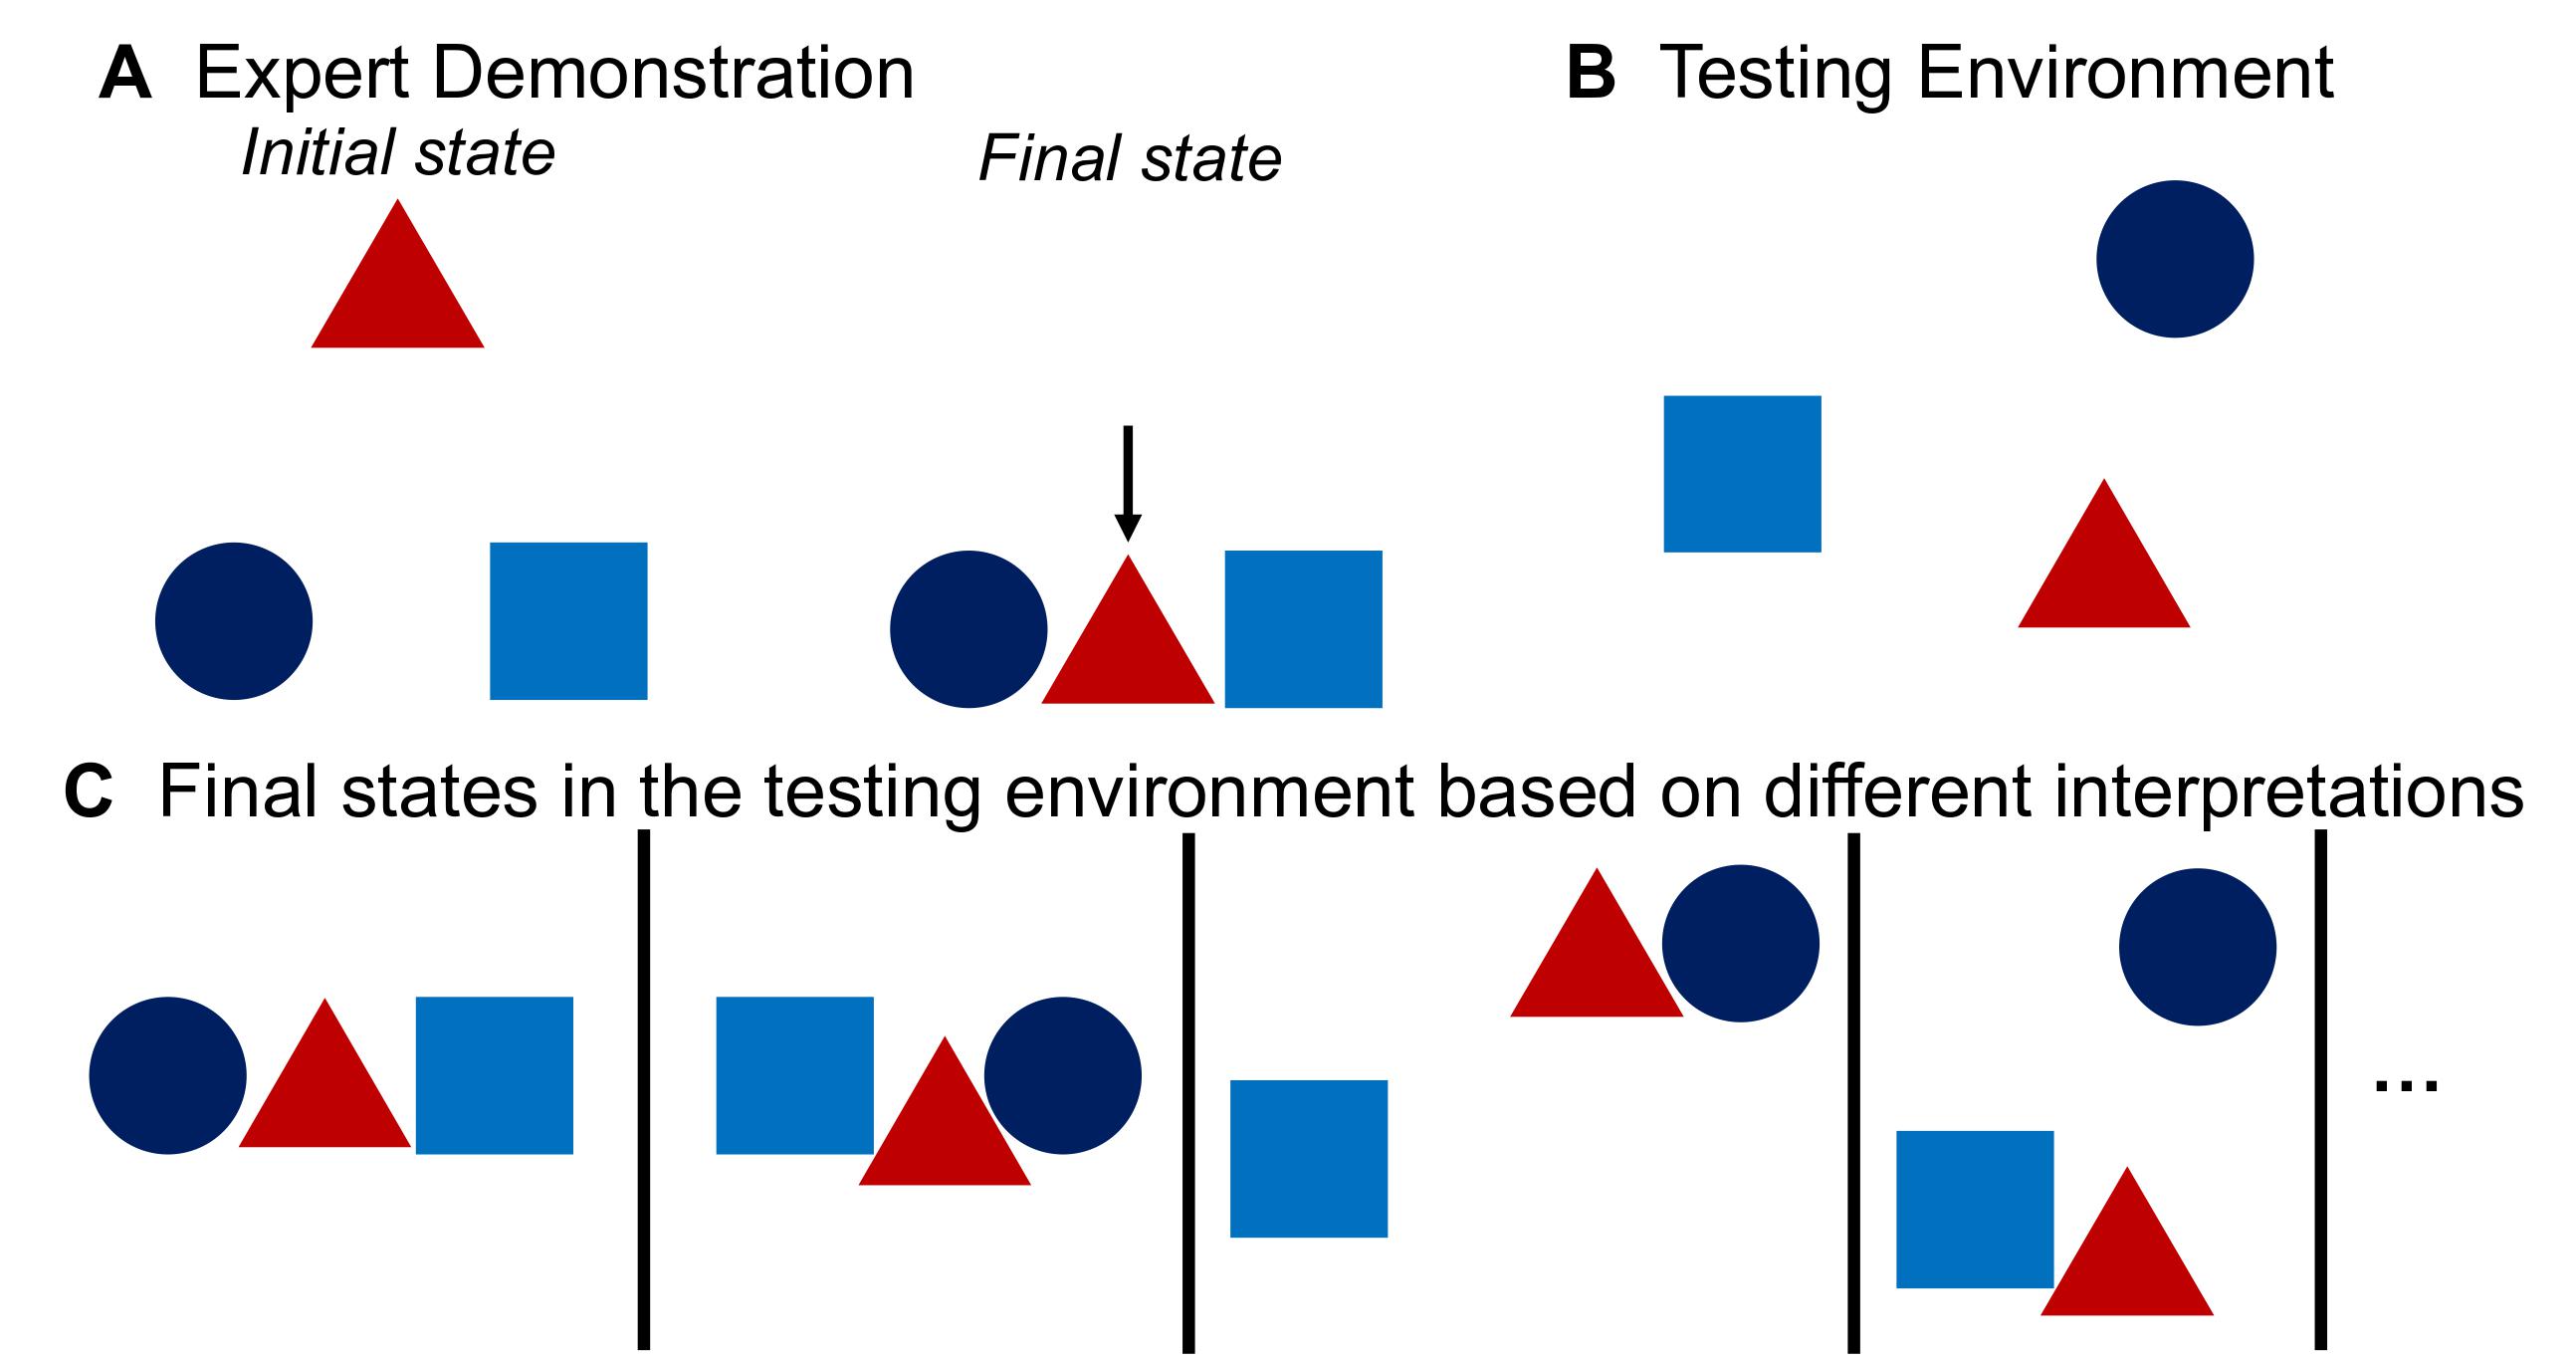 A Expert Demonstration
Initial state
Final state
B Testing Environment
C Final states in the testing environment based on different interpretations
...